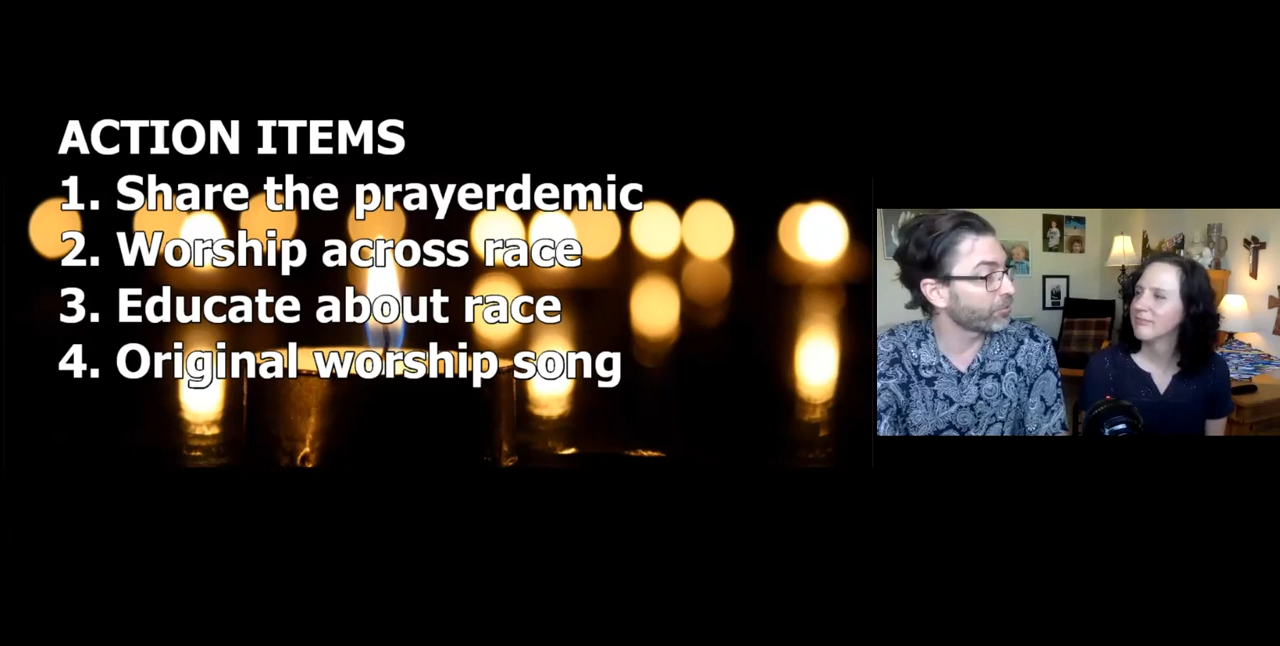 ACTION ITEMS
1. Share the prayerdemic
2. Worship across race
3. Educate about race
4. Original worship song